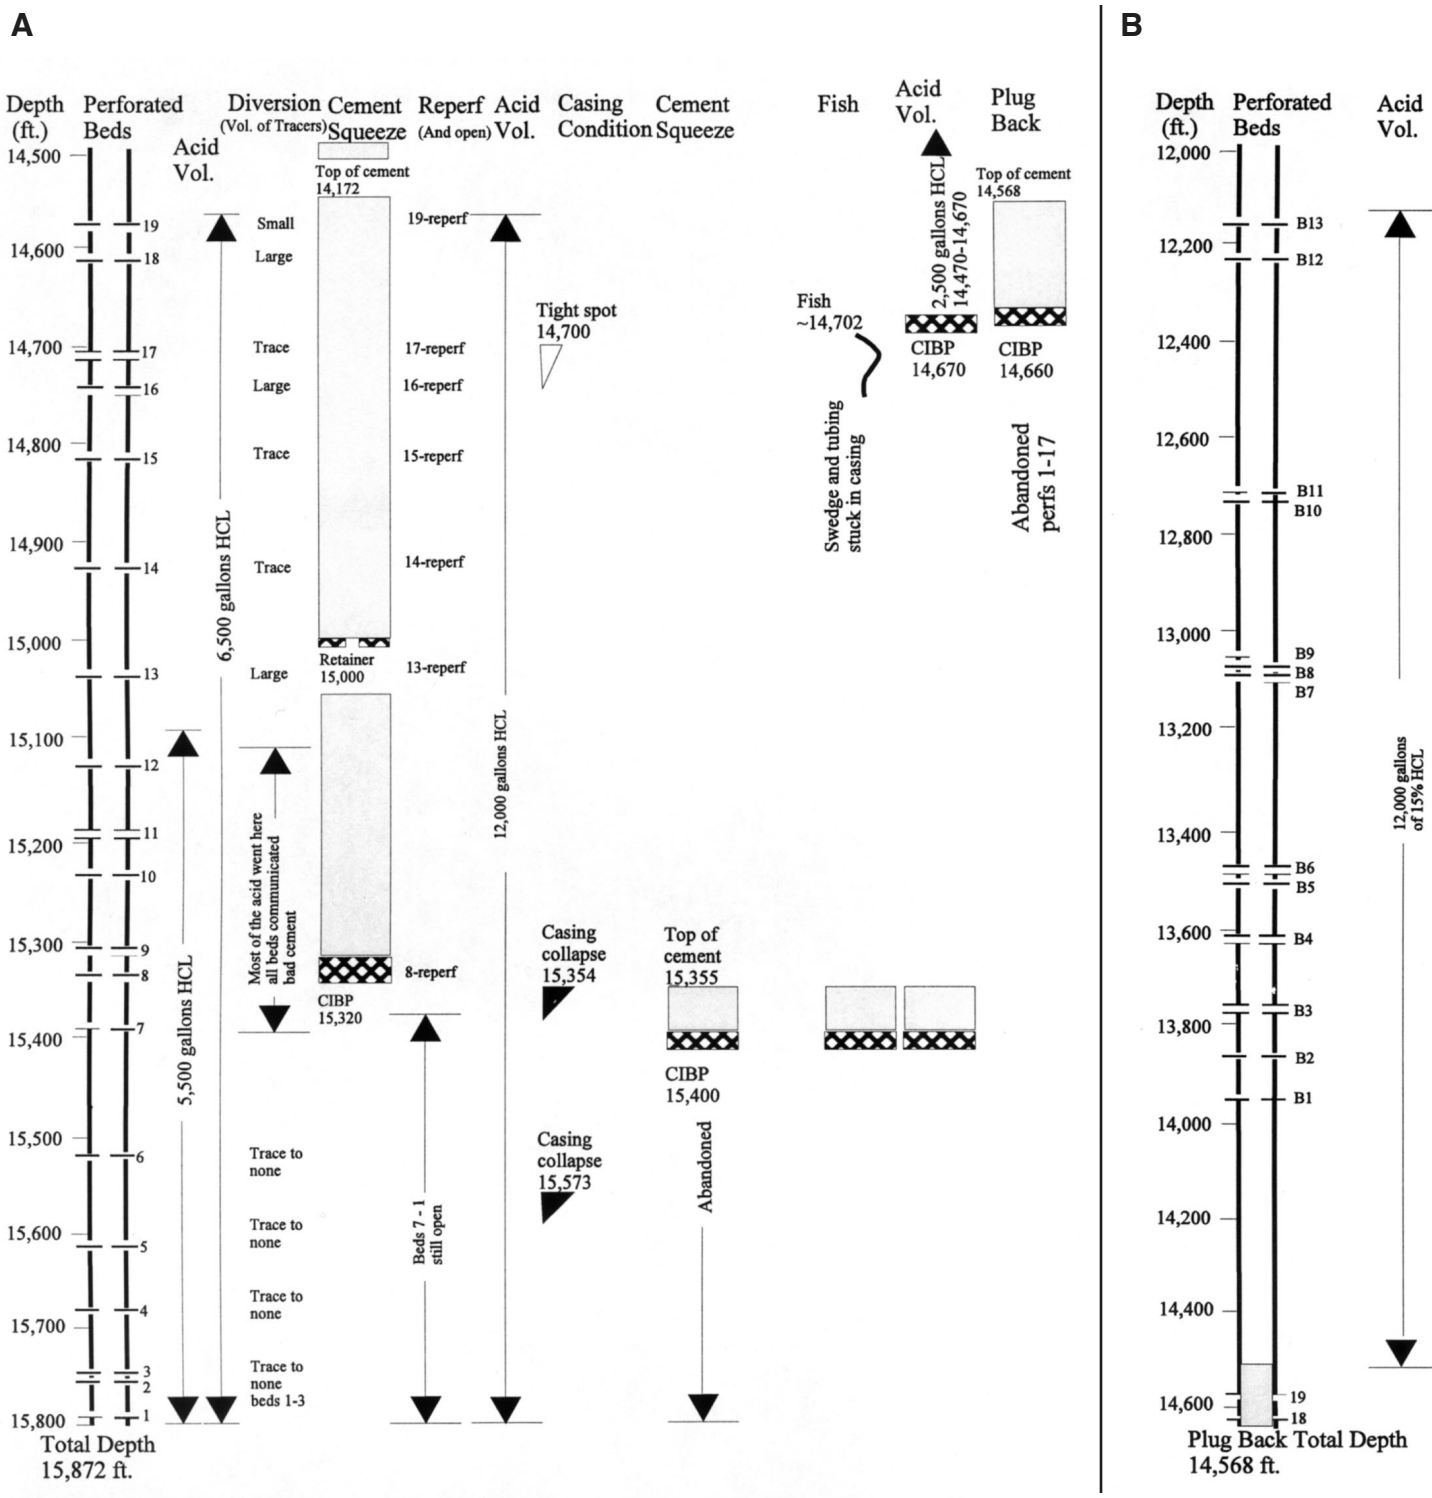 A
Depth
(ft.)
Perforated
Beds
Acid
Vol.
Diversion
(Vol. of Tracers)
Cement
Squeeze
Reperf
(And open)
Acid
Vol.
Casing
Condition
Cement
Squeeze
Fish
Acid
Vol.
Plug
Back
14,500
14,600
14,700
14,800
14,900
15,000
15,100
15,200
15,300
15,400
15,500
15,600
15,700
15,800
Total Depth
15,872 ft.
19
18
17
16
15
14
13
12
11
10
9
8
7
6
5
4
3
2
1
5,500 gallons HCL
6,500 gallons HCL
Small
Large
Trace
Large
Trace
Trace
Large
Most of the acid went here
all beds communicated
bad cement
Trace to
none
Trace to
none
Trace to
none
Trace to
none
beds 1-3
Top of cement
14,172
Retainer
15,000
CIBP
15,320
19-reperf
17-reperf
16-reperf
15-reperf
14-reperf
13-reperf
8-reperf
Beds 7 - 1
still open
12,000 gallons HCL
Tight spot
14,700
Casing
collapse
15,354
Casing
collapse
15,573
Top of
cement
15,355
CIBP
15,400
Abandoned
Fish
~14,702
Swedge and tubing
stuck in casing
2,500 gallons HCL
14,470-14,670
CIBP
14,670
Top of cement
14,568
CIBP
14,660
Abandoned
perfs 1-17
B
Depth
(ft.)
Perforated
Beds
Acid
Vol.
12,000
12,200
12,400
12,600
12,800
13,000
13,200
13,400
13,600
13,800
14,000
14,200
14,400
14,600
B13
B12
B11
B10
B9
B8
B7
B6
B5
B4
B3
B2
B1
19
18
12,000 gallons
of 15% HCL
Plug Back Total Depth
14,568 ft.